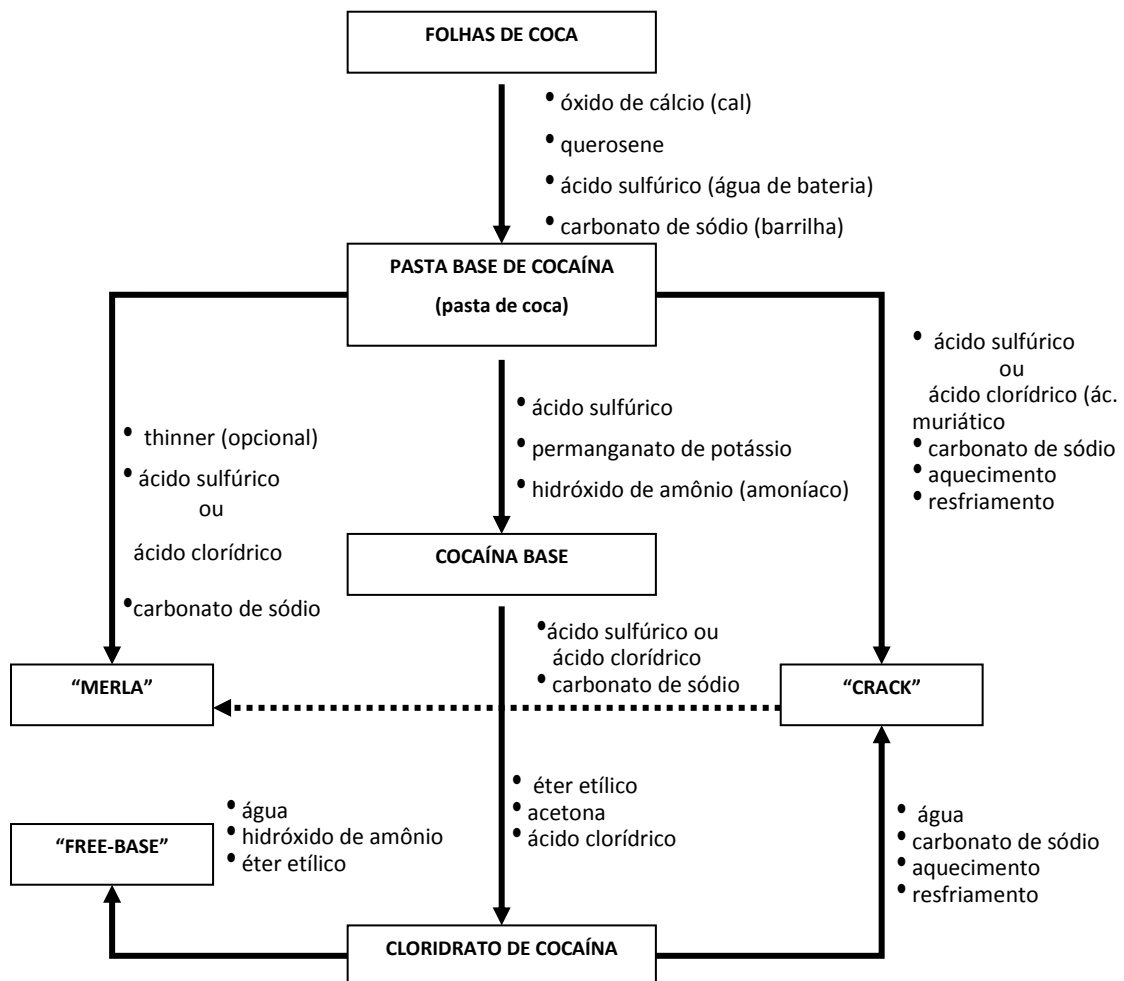 FOLHAS DE COCA
• óxido de cálcio (cal)
• querosene
• ácido sulfúrico (água de bateria)
• carbonato de sódio (barrilha)
PASTA BASE DE COCAÍNA
(pasta de coca)
• thinner (opcional)
• ácido sulfúrico
ou
ácido clorídrico
• carbonato de sódio
• ácido sulfúrico
• permanganato de potássio
• hidróxido de amônio (amoníaco)
• ácido sulfúrico
ou
ácido clorídrico (ác.
muriático
• carbonato de sódio
• aquecimento
• resfriamento
COCAÍNA BASE
• ácido sulfúrico ou
ácido clorídrico
• carbonato de sódio
“MERLA”
“CRACK”
• éter etílico
• acetona
• ácido clorídrico
• água
• hidróxido de amônio
• éter etílico
“FREE-BASE”
• água
• carbonato de sódio
• aquecimento
• resfriamento
CLORIDRATO DE COCAÍNA